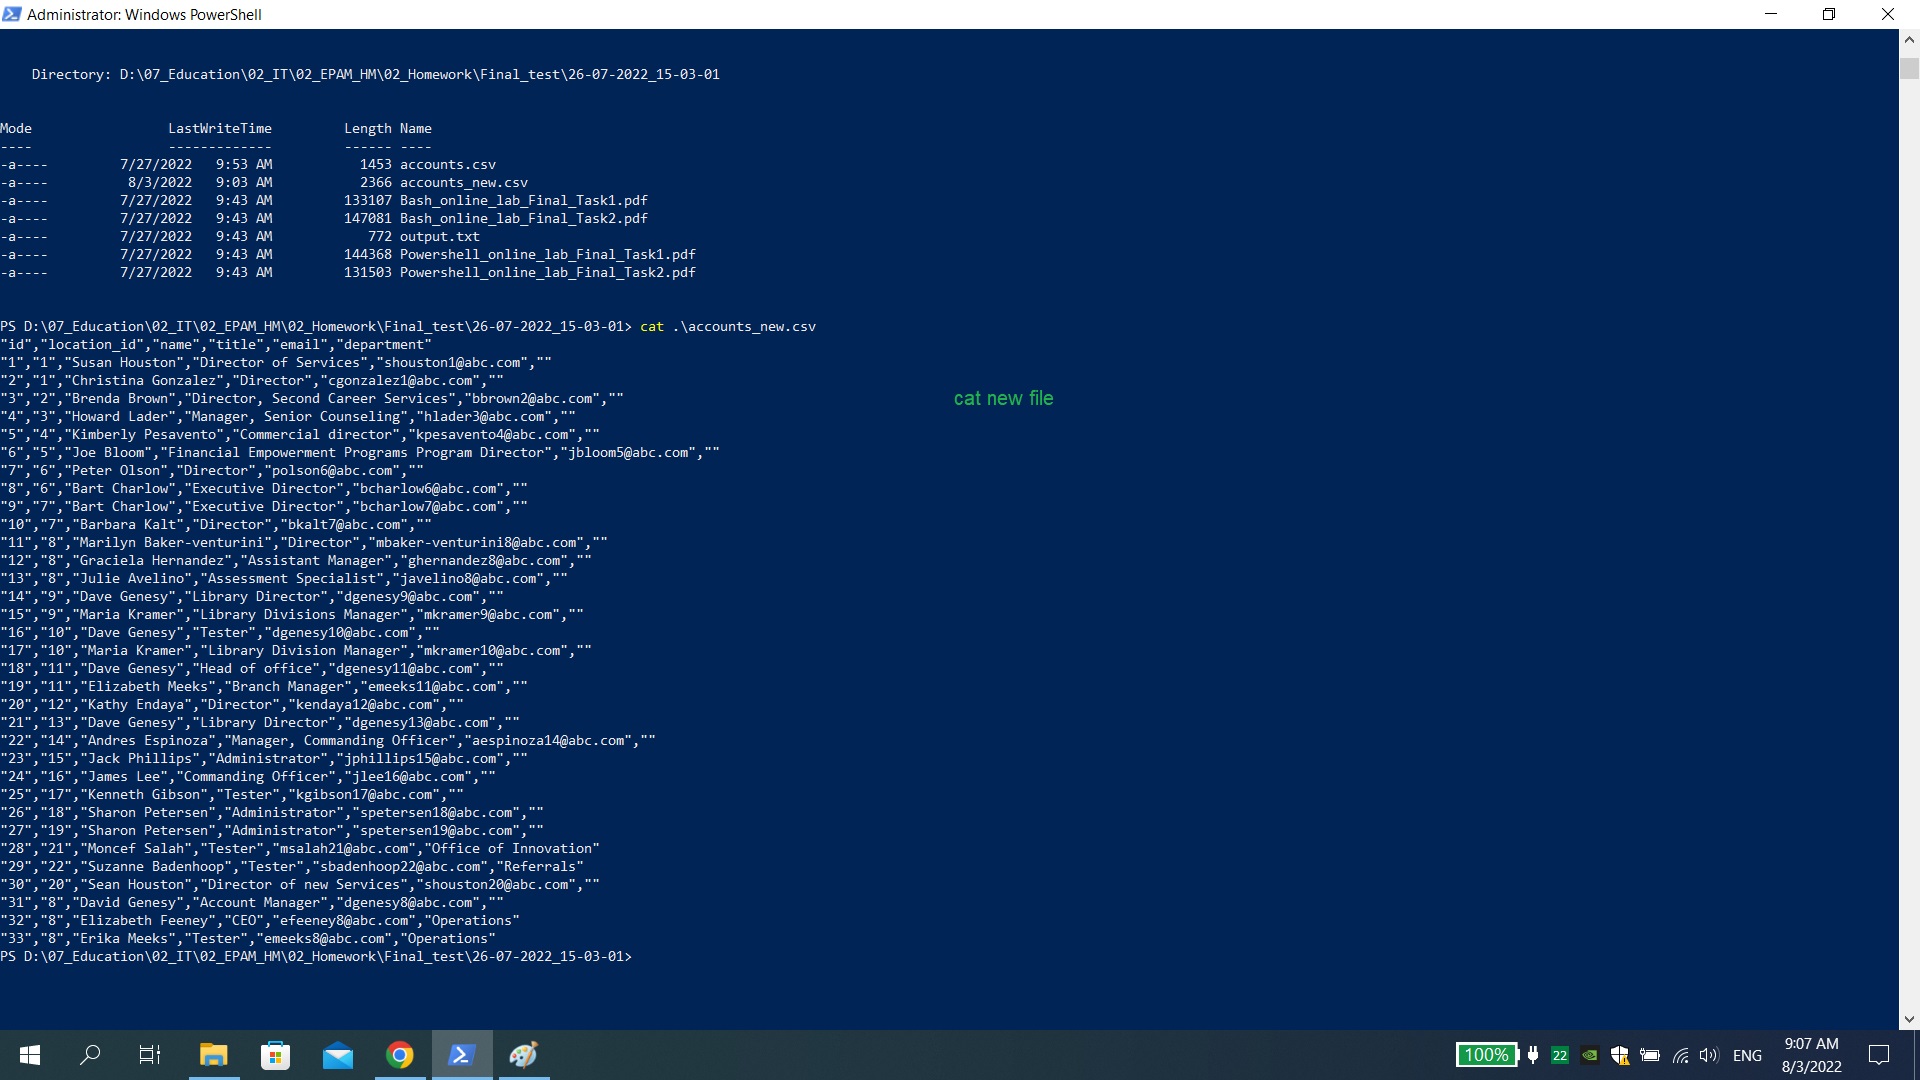 Administrator: Windows PowerShell
Directory: D:\07_Education\02_IT\02_EPAM_HM\02_Homework\Final_test\26-07-2022_15-03-01
Mode                 LastWriteTime         Length Name
----                 -------------         ------ ----
-a----         7/27/2022   9:53 AM           1453 accounts.csv
-a----          8/3/2022   9:03 AM           2366 accounts_new.csv
-a----         7/27/2022   9:43 AM         133107 Bash_online_lab_Final_Task1.pdf
-a----         7/27/2022   9:43 AM         147081 Bash_online_lab_Final_Task2.pdf
-a----         7/27/2022   9:43 AM            772 output.txt
-a----         7/27/2022   9:43 AM         144368 Powershell_online_lab_Final_Task1.pdf
-a----         7/27/2022   9:43 AM         131503 Powershell_online_lab_Final_Task2.pdf
PS D:\07_Education\02_IT\02_EPAM_HM\02_Homework\Final_test\26-07-2022_15-03-01> cat .\accounts_new.csv
"id","location_id","name","title","email","department"
"1","1","Susan Houston","Director of Services","shouston1@abc.com",""
"2","1","Christina Gonzalez","Director","cgonzalez1@abc.com",""
"3","2","Brenda Brown","Director, Second Career Services","bbrown2@abc.com",""
cat new file
"4","3","Howard Lader","Manager, Senior Counseling","hlader3@abc.com",""
"5","4","Kimberly Pesavento","Commercial director","kpesavento4@abc.com",""
"6","5","Joe Bloom","Financial Empowerment Programs Program Director","jbloom5@abc.com",""
"7","6","Peter Olson","Director","polson6@abc.com",""
"8","6","Bart Charlow","Executive Director","bcharlow6@abc.com",""
"9","7","Bart Charlow","Executive Director","bcharlow7@abc.com",""
"10","7","Barbara Kalt","Director","bkalt7@abc.com",""
"11","8","Marilyn Baker-venturini","Director","mbaker-venturini8@abc.com",""
"12","8","Graciela Hernandez","Assistant Manager","ghernandez8@abc.com",""
"13","8","Julie Avelino","Assessment Specialist","javelino8@abc.com",""
"14","9","Dave Genesy","Library Director","dgenesy9@abc.com",""
"15","9","Maria Kramer","Library Divisions Manager","mkramer9@abc.com",""
"16","10","Dave Genesy","Tester","dgenesy10@abc.com",""
"17","10","Maria Kramer","Library Division Manager","mkramer10@abc.com",""
"18","11","Dave Genesy","Head of office","dgenesy11@abc.com",""
"19","11","Elizabeth Meeks","Branch Manager","emeeks11@abc.com",""
"20","12","Kathy Endaya","Director","kendaya12@abc.com",""
"21","13","Dave Genesy","Library Director","dgenesy13@abc.com",""
"22","14","Andres Espinoza","Manager, Commanding Officer","aespinoza14@abc.com",""
"23","15","Jack Phillips","Administrator","jphillips15@abc.com",""
"24","16","James Lee","Commanding Officer","jlee16@abc.com",""
"25","17","Kenneth Gibson","Tester","kgibson17@abc.com",""
"26","18","Sharon Petersen","Administrator","spetersen18@abc.com",""
"27","19","Sharon Petersen","Administrator","spetersen19@abc.com",""
"28","21","Moncef Salah","Tester","msalah21@abc.com","Office of Innovation"
"29","22","Suzanne Badenhoop","Tester","sbadenhoop22@abc.com","Referrals"
"30","20","Sean Houston","Director of new Services","shouston20@abc.com",""
"31","8","David Genesy","Account Manager","dgenesy8@abc.com",""
"32","8","Elizabeth Feeney","CEO","efeeney8@abc.com","Operations"
"33","8","Erika Meeks","Tester","emeeks8@abc.com","Operations"
PS D:\07_Education\02_IT\02_EPAM_HM\02_Homework\Final_test\26-07-2022_15-03-01>
100% 22 ENG
9:07 AM
8/3/2022